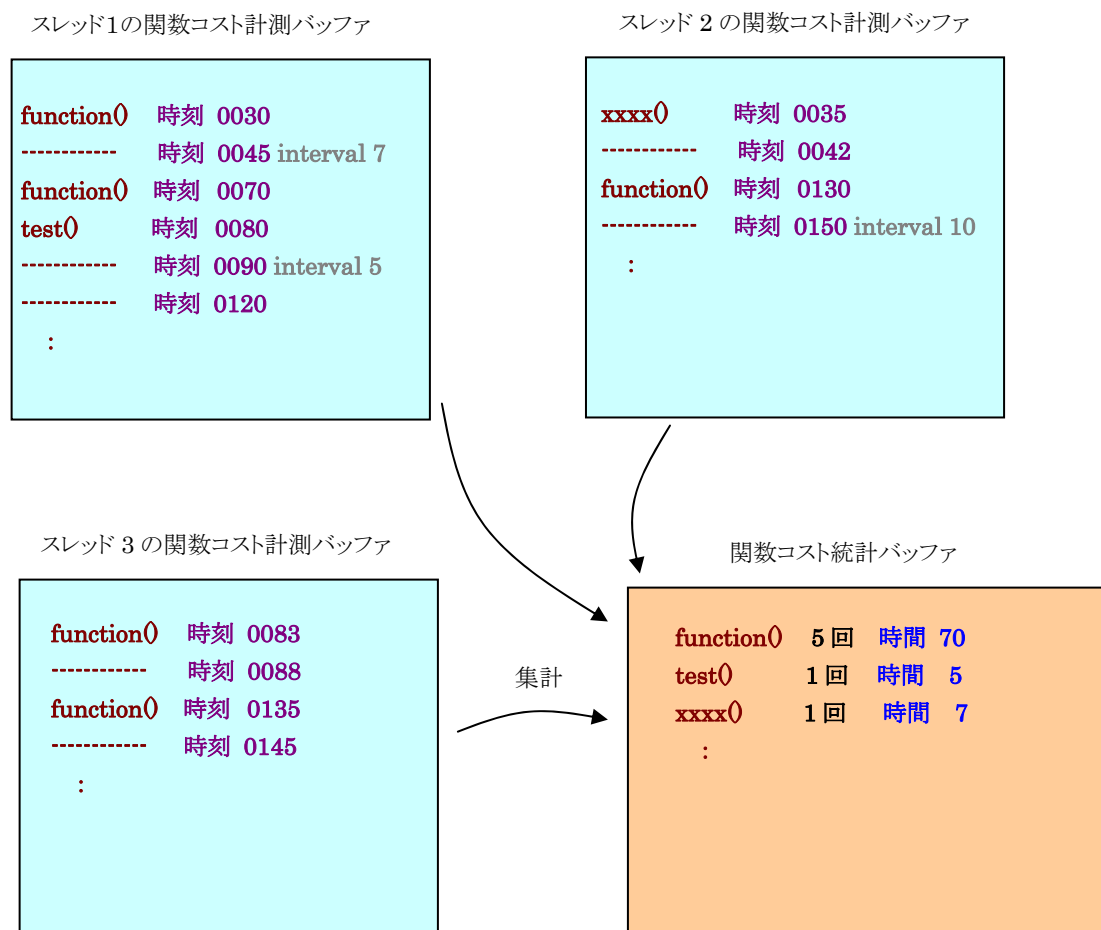 スレッド1の関数コスト計測バッファ
function() 時刻 0030
------------ 時刻 0045 interval 7
function() 時刻 0070
test() 時刻 0080
------------ 時刻 0090 interval 5
------------ 時刻 0120
:
スレッド 2 の関数コスト計測バッファ
xxxx() 時刻 0035
------------ 時刻 0042
function() 時刻 0130
------------ 時刻 0150 interval 10
:
スレッド 3 の関数コスト計測バッファ
function() 時刻 0083
------------ 時刻 0088
function() 時刻 0135
------------ 時刻 0145
:
集計
関数コスト統計バッファ
function() 5 回 時間 70
test() 1 回 時間 5
xxxx() 1 回 時間 7
: